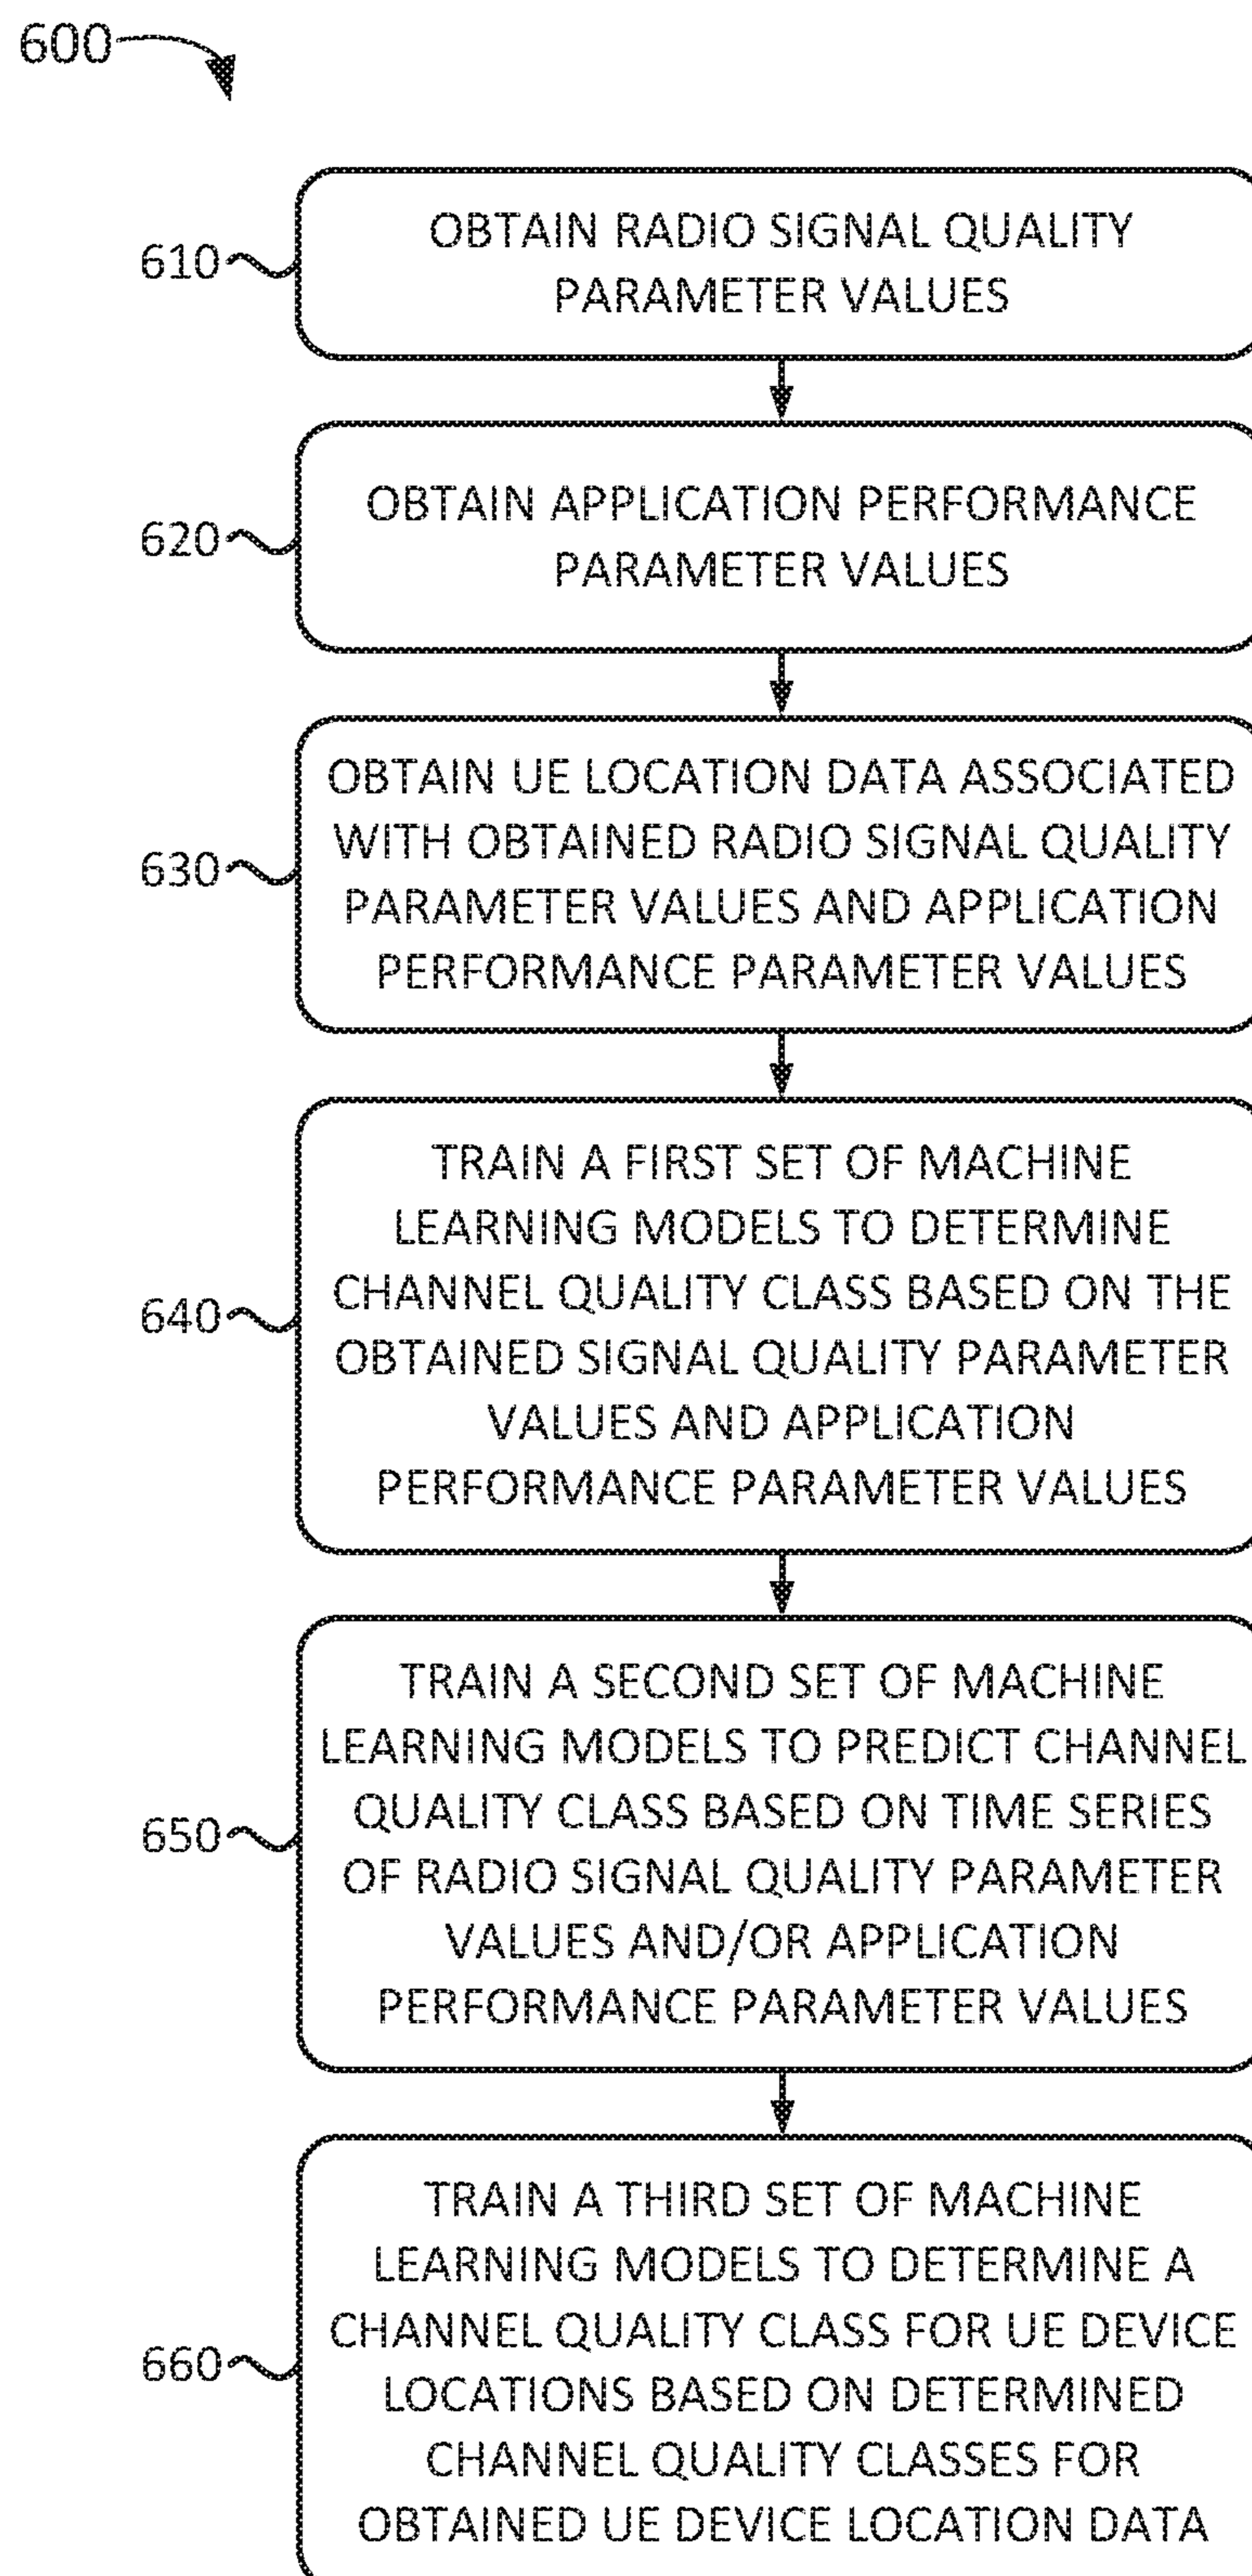 600
610
OBTAIN RADIO SIGNAL QUALITY
PARAMETER VALUES
620
OBTAIN APPLICATION PERFORMANCE
PARAMETER VALUES
630
OBTAIN UE LOCATION DATA ASSOCIATED
WITH OBTAINED RADIO SIGNAL QUALITY
PARAMETER VALUES AND APPLICATION
PERFORMANCE PARAMETER VALUES
640
TRAIN A FIRST SET OF MACHINE
LEARNING MODELS TO DETERMINE
CHANNEL QUALITY CLASS BASED ON THE
OBTAINED SIGNAL QUALITY PARAMETER
VALUES AND APPLICATION
PERFORMANCE PARAMETER VALUES
650
TRAIN A SECOND SET OF MACHINE
LEARNING MODELS TO PREDICT CHANNEL
QUALITY CLASS BASED ON TIME SERIES
OF RADIO SIGNAL QUALITY PARAMETER
VALUES AND/OR APPLICATION
PERFORMANCE PARAMETER VALUES
660
TRAIN A THIRD SET OF MACHINE
LEARNING MODELS TO DETERMINE A
CHANNEL QUALITY CLASS FOR UE DEVICE
LOCATIONS BASED ON DETERMINED
CHANNEL QUALITY CLASSES FOR
OBTAINED UE DEVICE LOCATION DATA